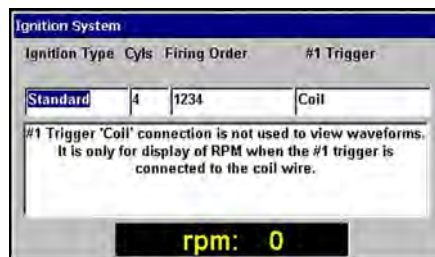 Ignition System
Ignition Type Cyls Firing Order #1 Trigger
Standard 4 1234 Coil
#1 Trigger 'Coil' connection is not used to view waveforms.
It is only for display of RPM when the #1 trigger is
connected to the coil wire.
rpm: 0